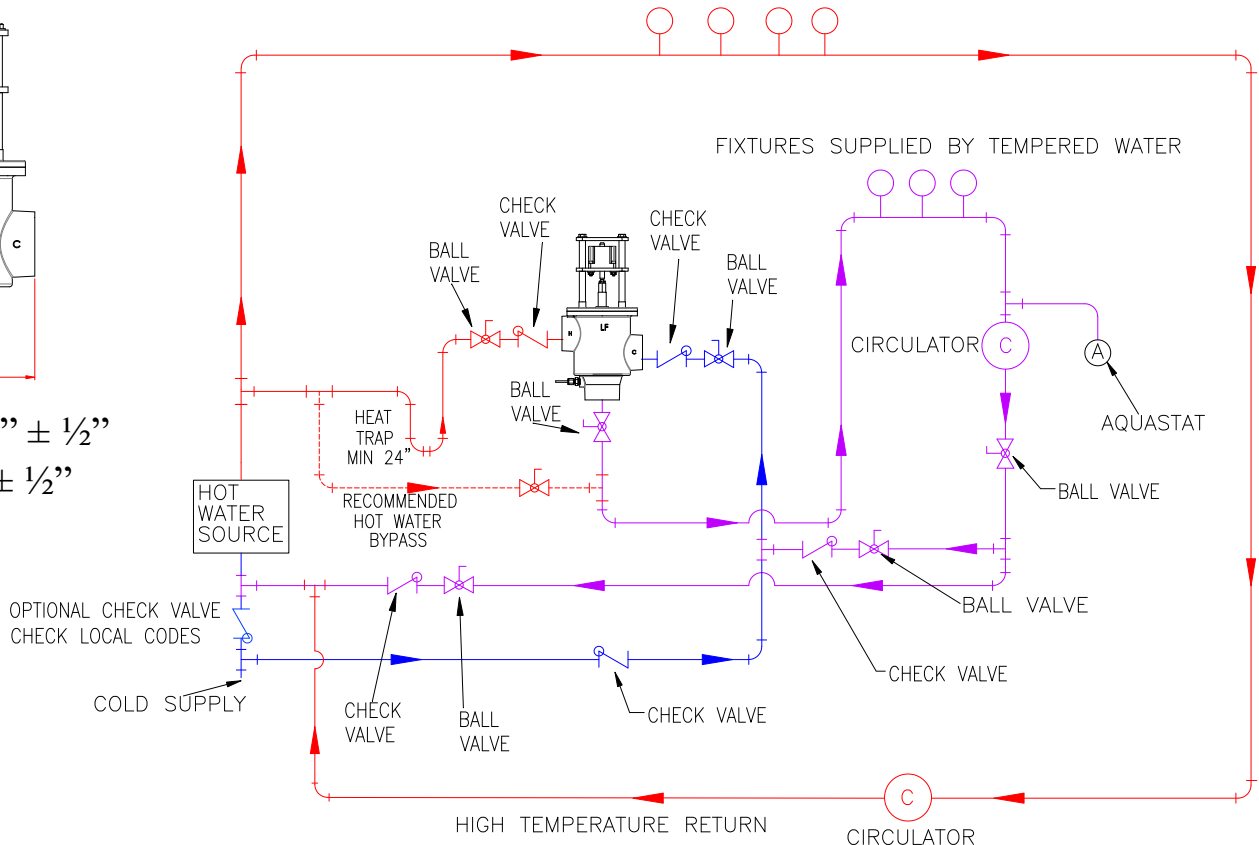 FIXTURES SUPPLIED BY TEMPERED WATER
CHECK
VALVE
CHECK
VALVE
BALL
VALVE
BALL
VALVE
C
H
LF
C
CIRCULATOR
C
A
AQUASTAT
BALL
VALVE
HEAT
TRAP
MIN 24"
” ± ½”
± ½”
HOT
WATER
SOURCE
RECOMMENDED
HOT WATER
BYPASS
BALL VALVE
OPTIONAL CHECK VALVE
CHECK LOCAL CODES
BALL VALVE
CHECK VALVE
COLD SUPPLY
CHECK
VALVE
BALL
VALVE
CHECK VALVE
C
HIGH TEMPERATURE RETURN
CIRCULATOR